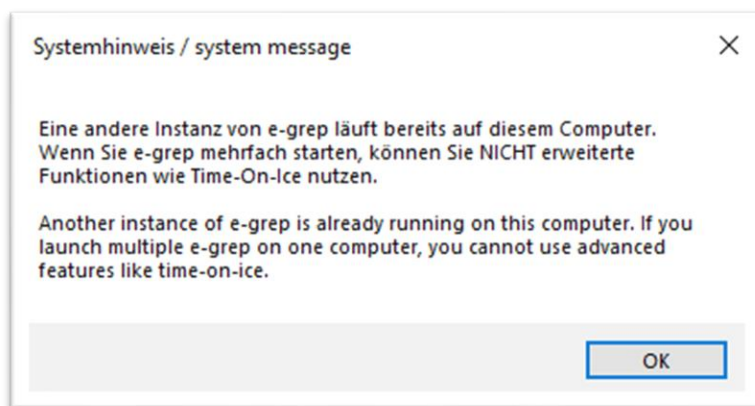 Systemhinweis / system message
Eine andere Instanz von e-grep läuft bereits auf diesem Computer.
Wenn Sie e-grep mehrfach starten, können Sie NICHT erweiterte
Funktionen wie Time-On-Ice nutzen.
Another instance of e-grep is already running on this computer. If you
launch multiple e-grep on one computer, you cannot use advanced
features like time-on-ice.
OK